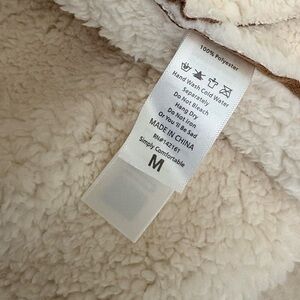 100% Polyester
Hand Wash Cold Water
Separately
Do Not Bleach
Hang Dry
Do Not Iron
Or You'll Be Sad
MADE IN CHINA
RN#142161
Simply Comfortable
M